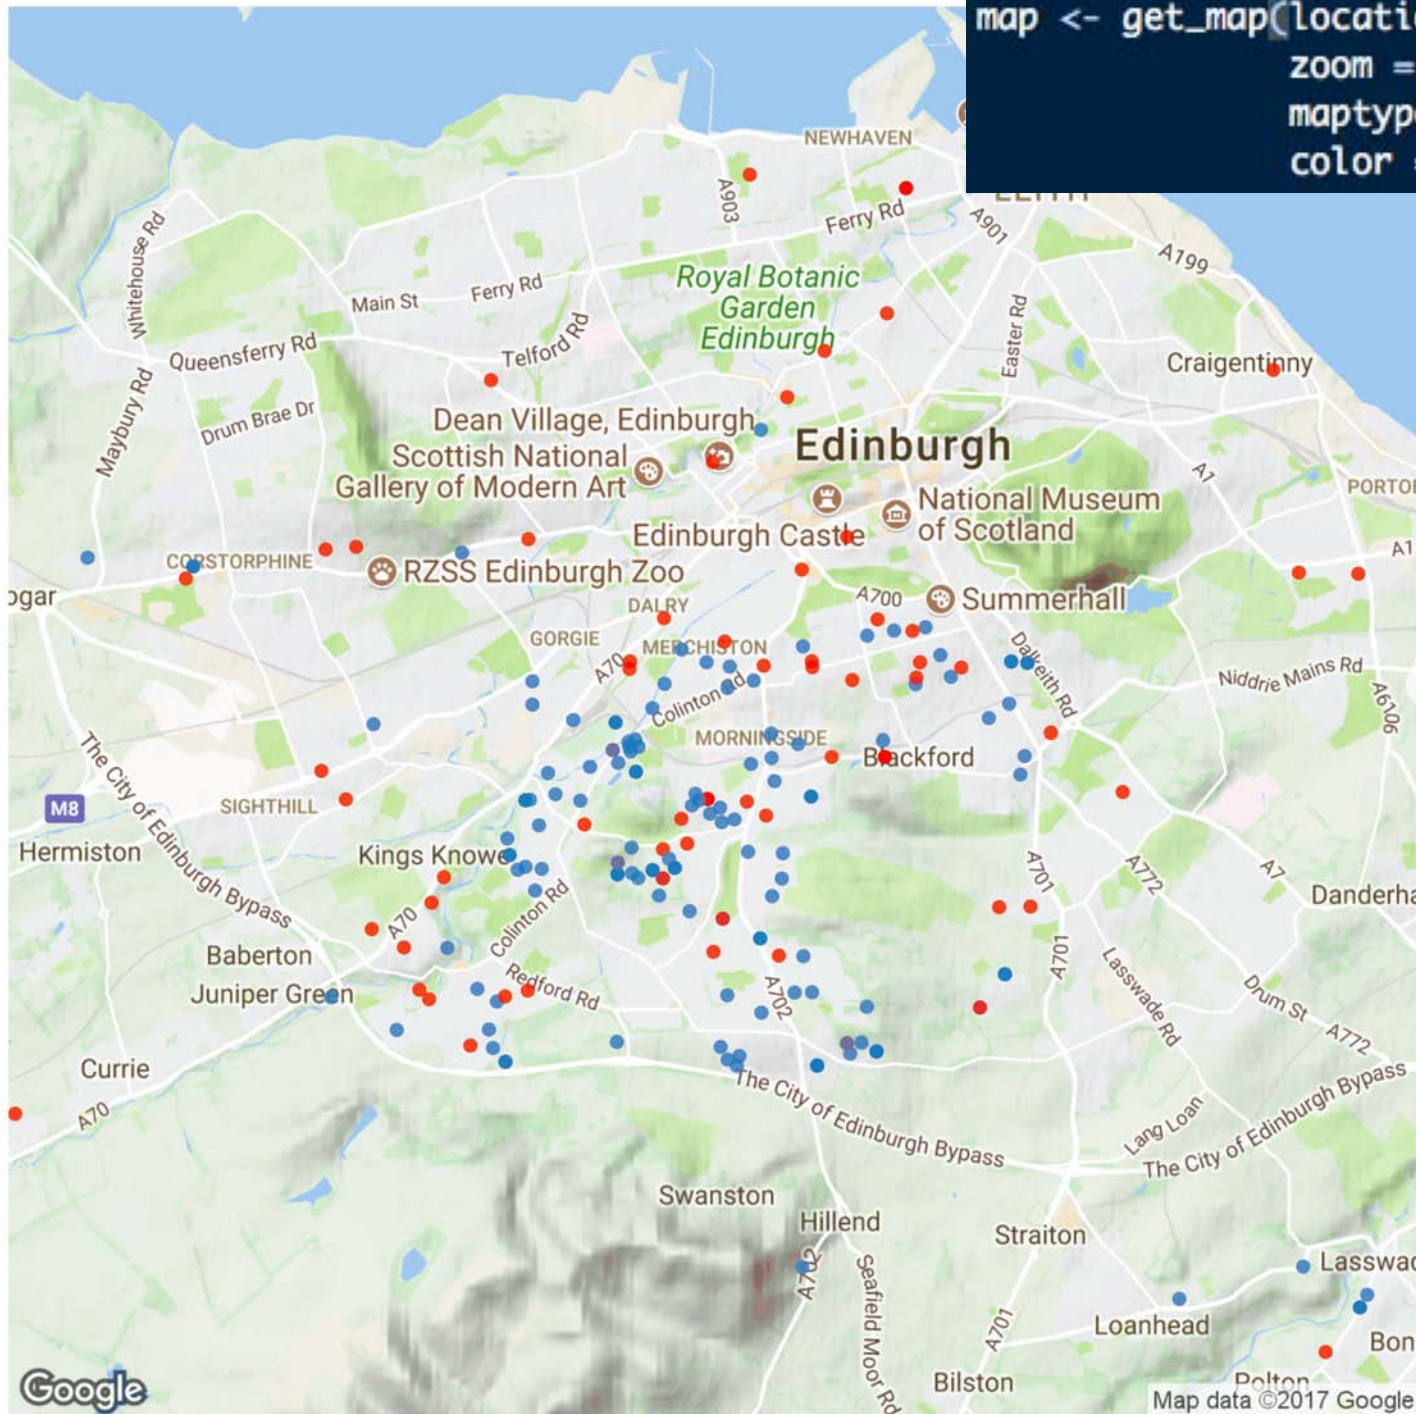 map <- get_map(locati
zoom =
maptyp
color
NEWHAVEN
A903
Ferry Rd
A901
A199
Whitehouse Rd
Main St
Ferry Rd
Royal Botanic
Garden
Edinburgh
Telford Rd
Easter Rd
Queensferry Rd
Craigentinny
Maybury Rd
Drum Brae Dr
Dean Village, Edinburgh
Edinburgh
Scottish National
Gallery of Modern Art
A1
PORTO
National Museum
of Scotland
Edinburgh Castle
A1
CORSTORPHINE
RZSS Edinburgh Zoo
ogar
DALRY
A700
Summerhall
GORGIE
MERCHISTON
A70
Dalkeith Rd
Niddrie Mains Rd
A6106
Colinton Rd
MORNINGSIDE
Blackford
The City of Edinburgh Bypass
M8
SIGHTHILL
Hermiston
Kings Knowe
A701
A772
A7
Danderha
A70
Colinton Rd
Baberton
Juniper Green
Redford Rd
A702
A701
Lasswade Rd
Drum St
A772
Currie
A70
The City of Edinburgh Bypass
Lang Loan
The City of Edinburgh Bypass
Swanston
Hillend
Straiton
A702
Seafield Moor Rd
Lasswa
A701
Loanhead
Bon
Bilston
Polton
Google
Map data ©2017 Google